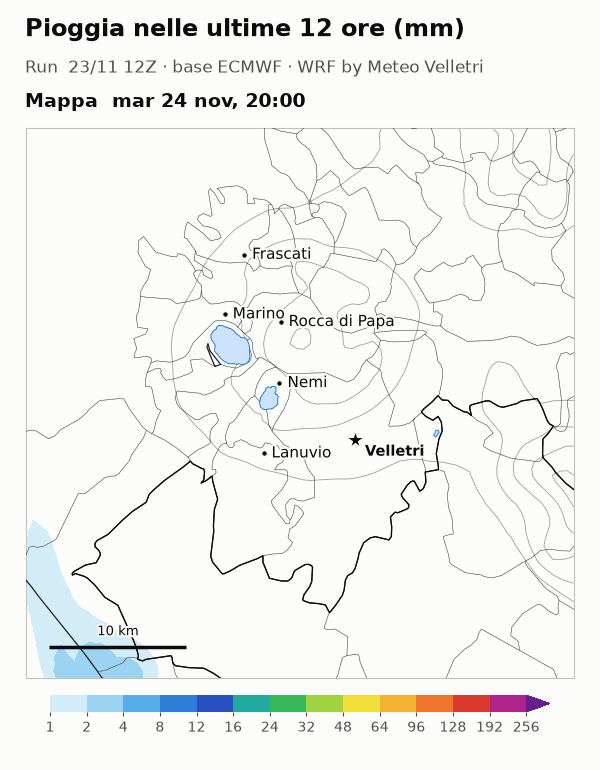 Pioggia nelle ultime 12 ore (mm)
Run  23/11 12Z · base ECMWF · WRF by Meteo Velletri
Mappa  mar 24 nov, 20:00
Frascati
Marino
Rocca di Papa
Nemi
Velletri
Lanuvio
10 km
1 2 4 8 12 16 24 32 48 64 96 128 192 256